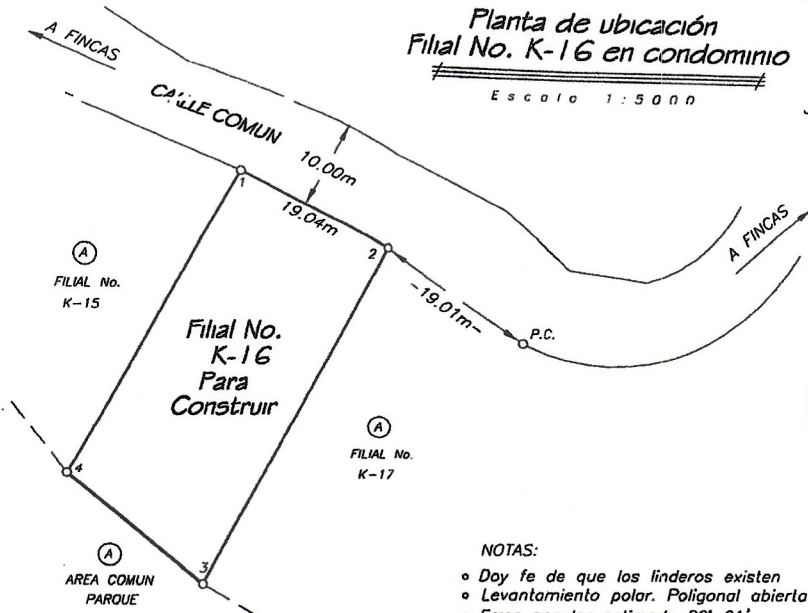 Planta de ubicación
Filial No. K-16 en condominio
Escala 1:5000
A FINCAS
CALLE COMUN
10.00m
1
19.04m
2
A FINCAS
-19.01m-
P.C.
A
FILIAL No.
K-15
Filial No.
K-16
Para
Construir
A
FILIAL No.
K-17
4
3
A
AREA COMUN
PARQUE
NOTAS:
Doy fe de que los linderos existen
Levantamiento polar. Poligonal abierta